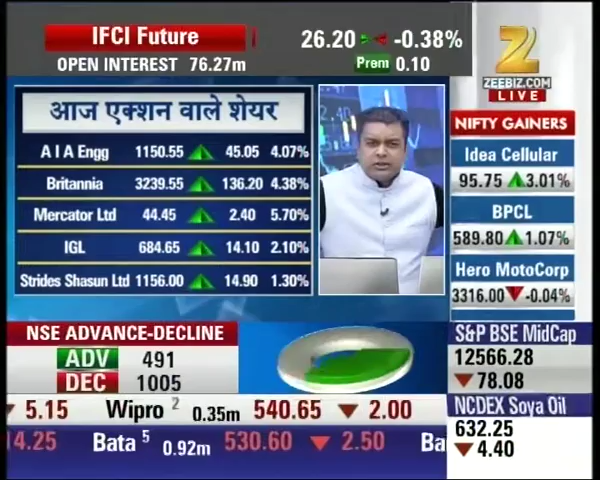 IFCI Future
OPEN INTEREST 76.27m
26.20 -0.38%
Prem 0.10
Z
ZEEBIZ.COM
LIVE
आज एक्शन वाले शेयर
A I A Engg 1150.55 45.05 4.07%
Britannia 3239.55 136.20 4.38%
Mercator Ltd 44.45 2.40 5.70%
IGL 684.65 14.10 2.10%
Strides Shasun Ltd 1156.00 14.90 1.30%
NIFTY GAINERS
Idea Cellular
95.75 3.01%
BPCL
589.80 1.07%
Hero MotoCorp
3316.00 -0.04%
NSE ADVANCE-DECLINE
ADV 491
DEC 1005
S&P BSE MidCap
12566.28
78.08
5.15 Wipro 2 0.35m 540.65 2.00
NCDEX Soya Oil
632.25
4.40
4.25 Bata 5 0.92m 530.60 2.50 Ba